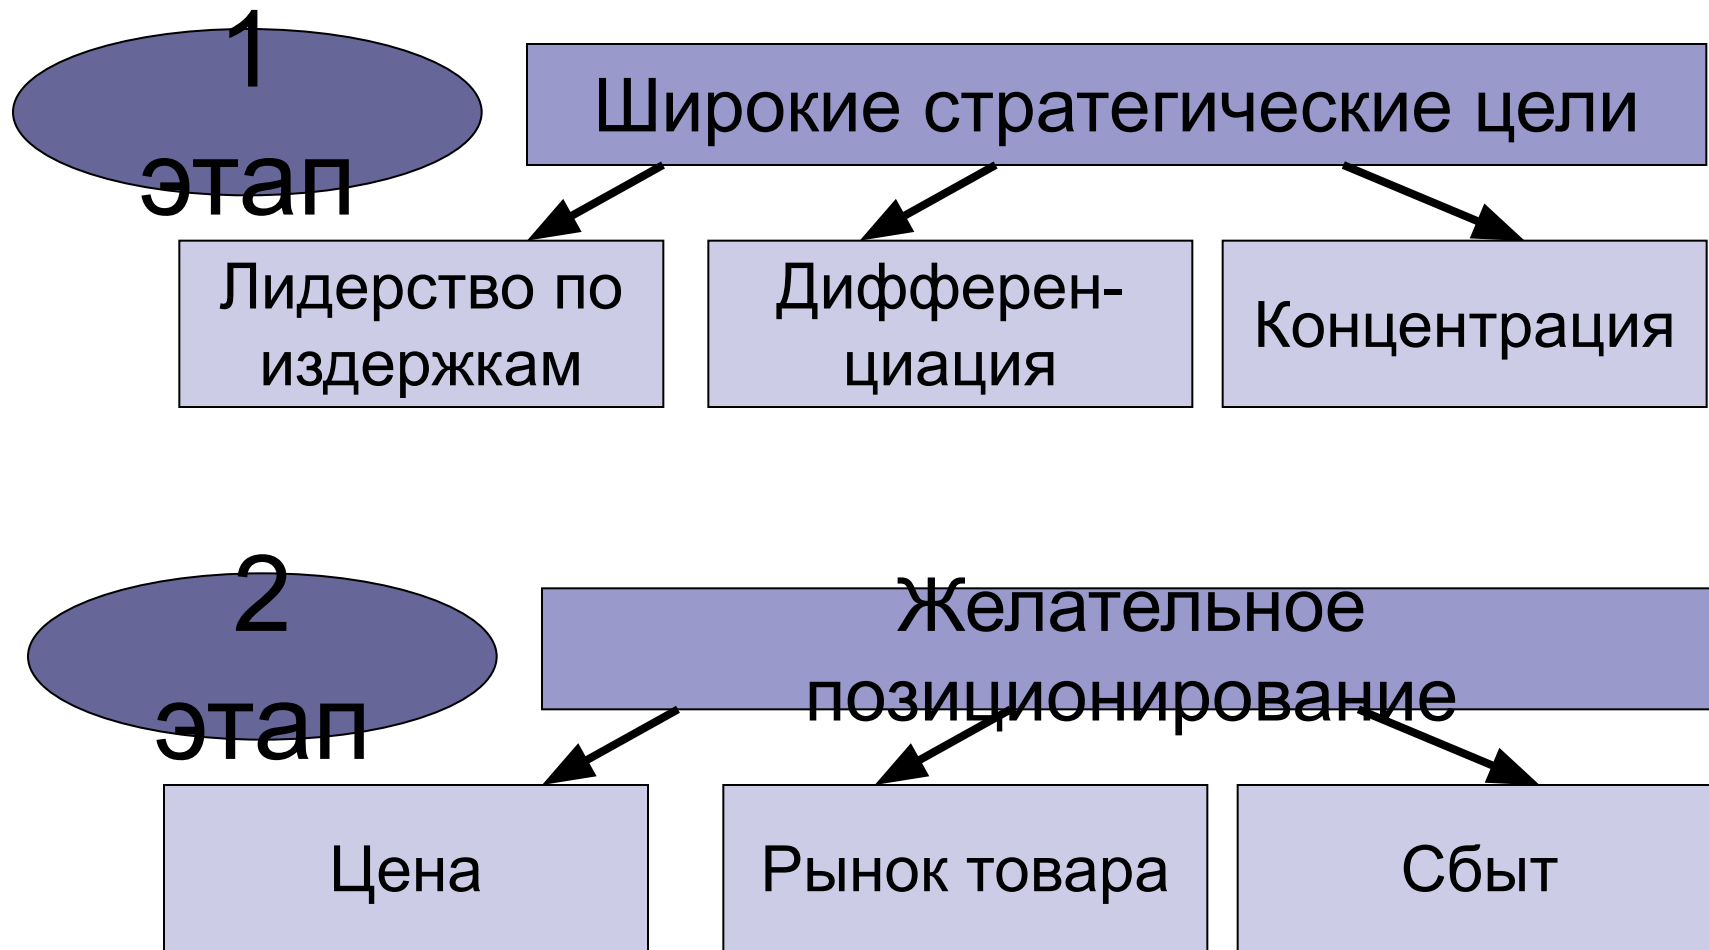 1
этап
Широкие стратегические цели
Лидерство по
издержкам
Дифферен-
циация
Концентрация
2
этап
Желательное
позиционирование
Цена
Рынок товара
Сбыт